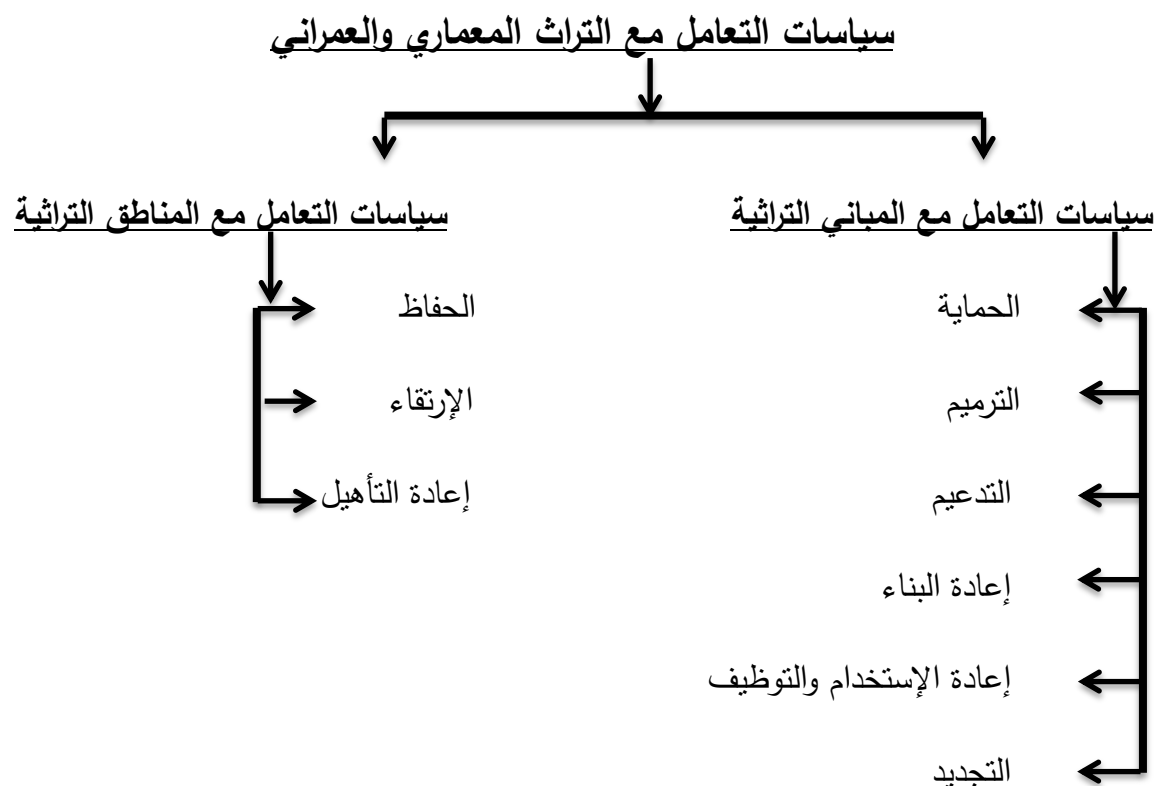 سياسات التعامل مع التراث المعماري والعمراني
سياسات التعامل مع المباني التراثية
الحماية
الترميم
التدعيم
إعادة البناء
إعادة الإستخدام والتوظيف
التجديد
سياسات التعامل مع المناطق التراثية
الحفاظ
الإرتقاء
إعادة التأهيل